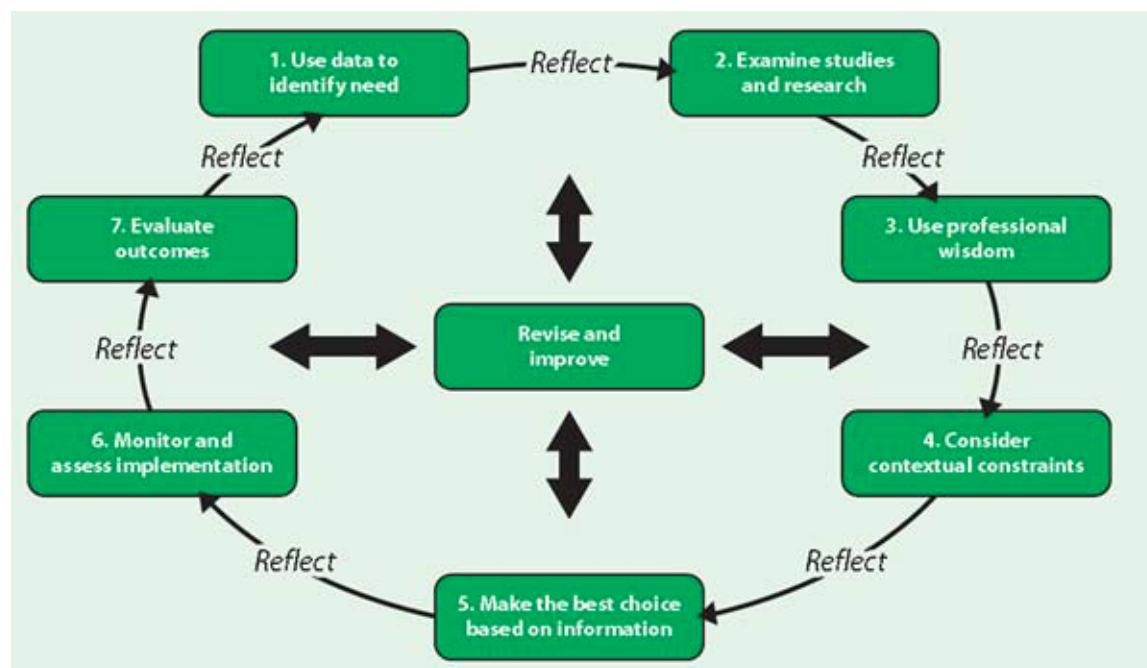 1. Use data to
identify need
Reflect
2. Examine studies
and research
Reflect
3. Use professional
wisdom
Reflect
4. Consider
contextual constraints
Reflect
5. Make the best choice
based on information
Reflect
6. Monitor and
assess implementation
Reflect
7. Evaluate
outcomes
Reflect
Revise and
improve